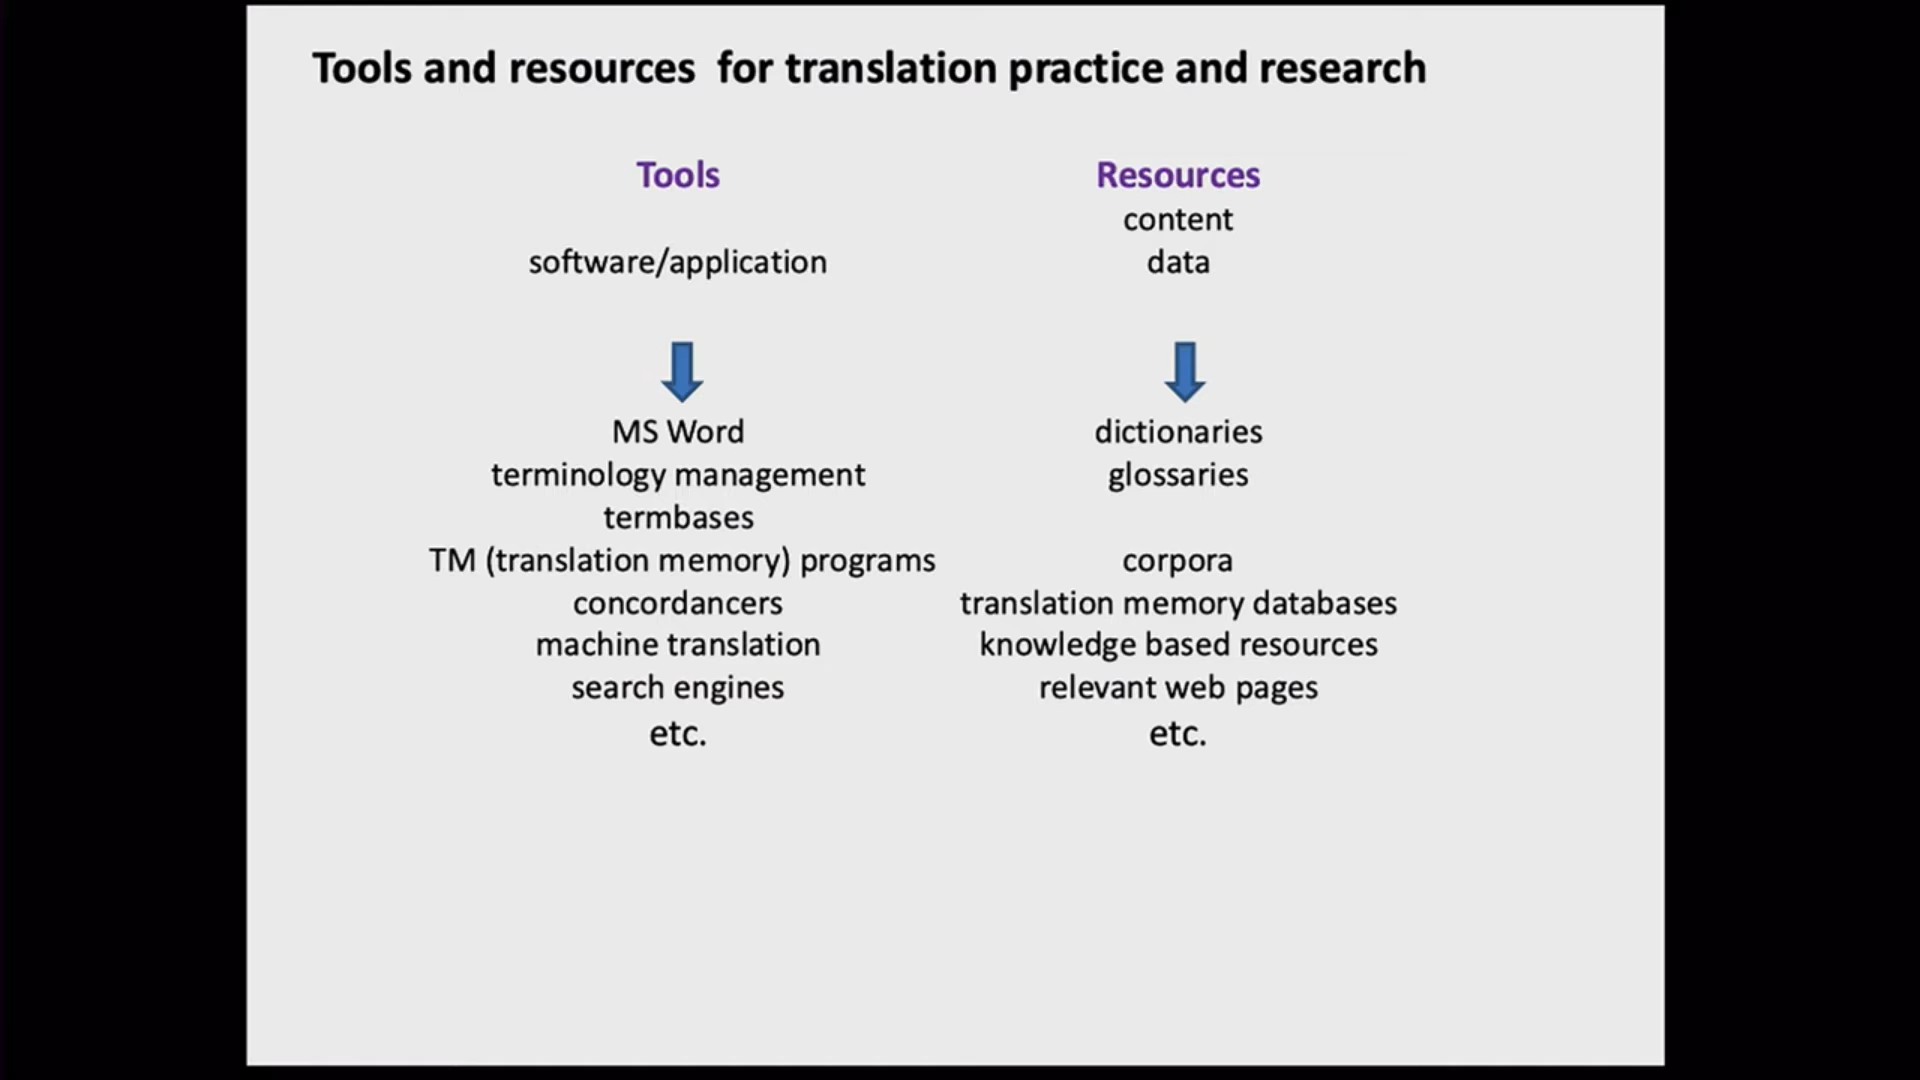 Tools and resources  for translation practice and research
Tools
software/application
MS Word
terminology management
termbases
TM (translation memory) programs
concordancers
machine translation
search engines
etc.
Resources
content
data
dictionaries
glossaries
corpora
translation memory databases
knowledge based resources
relevant web pages
etc.